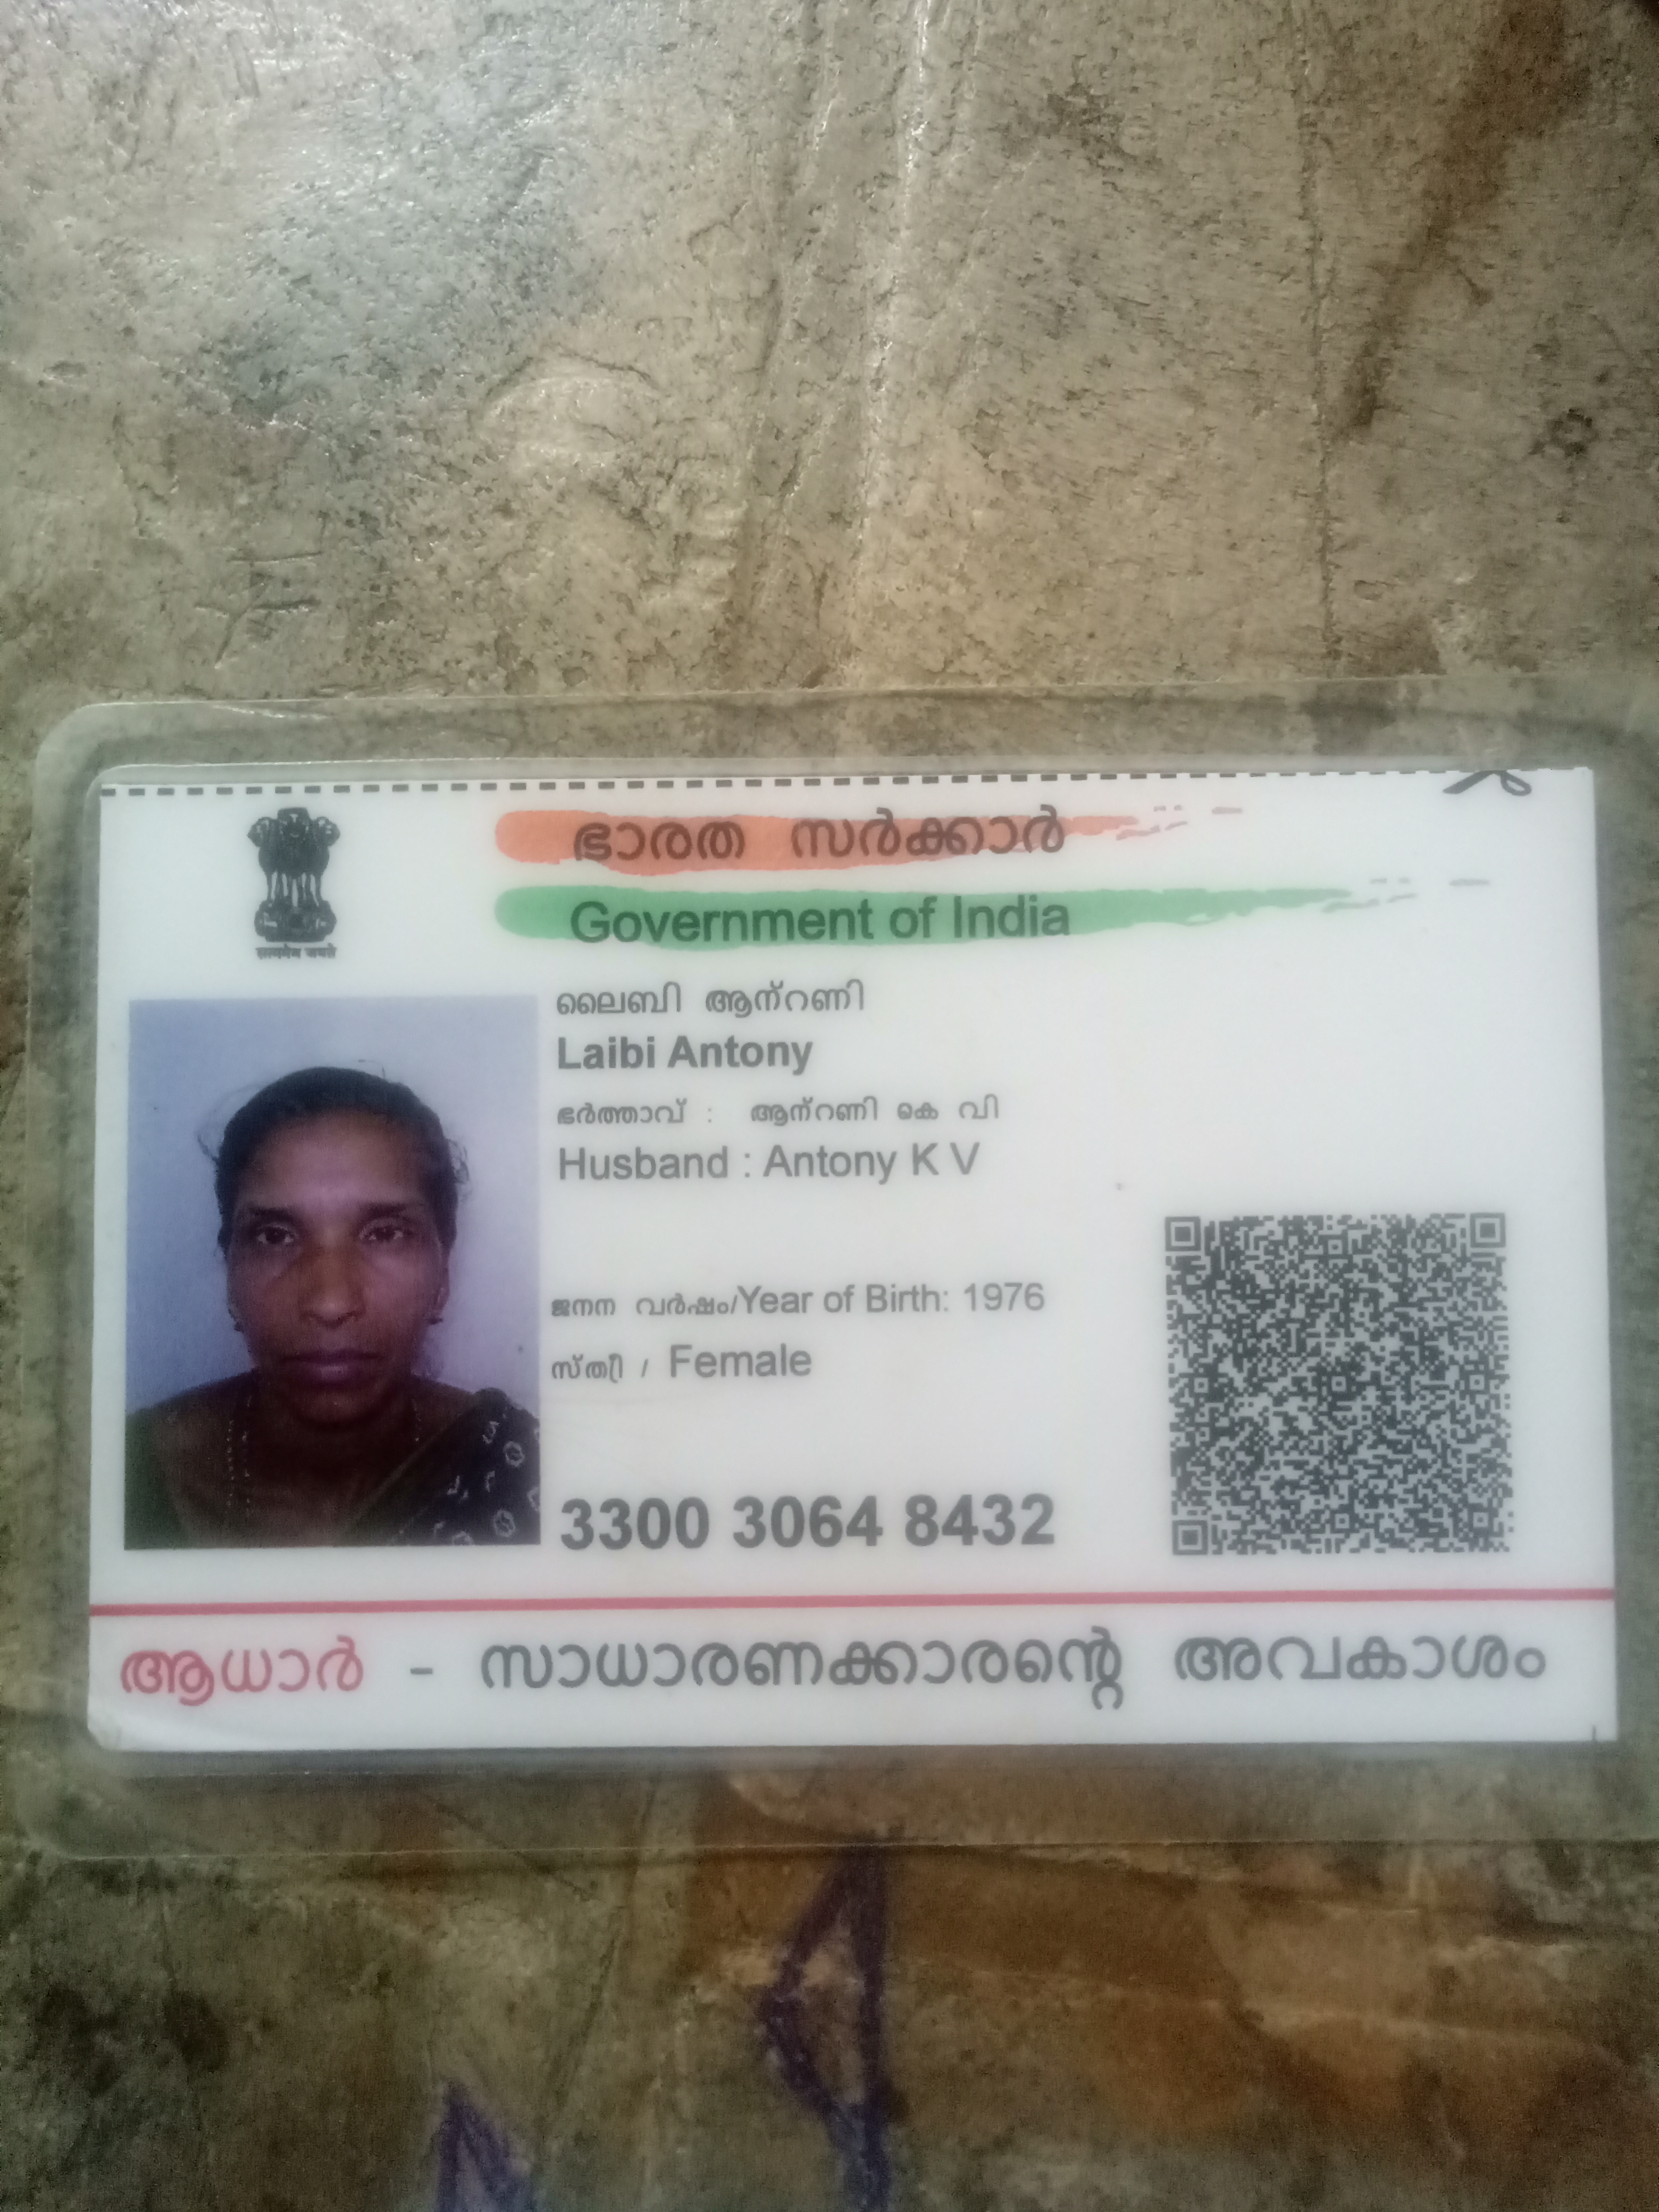 ഭാരത സർക്കാർ
Government of India
सत्यमेव जयते
ലൈബി ആന്റണി
Laibi Antony
ഭർത്താവ് : ആന്റണി കെ വി
Husband : Antony K V
ജനന വർഷം/Year of Birth: 1976
സ്ത്രീ / Female
3300 3064 8432
ആധാർ - സാധാരണക്കാരന്റെ അവകാശം